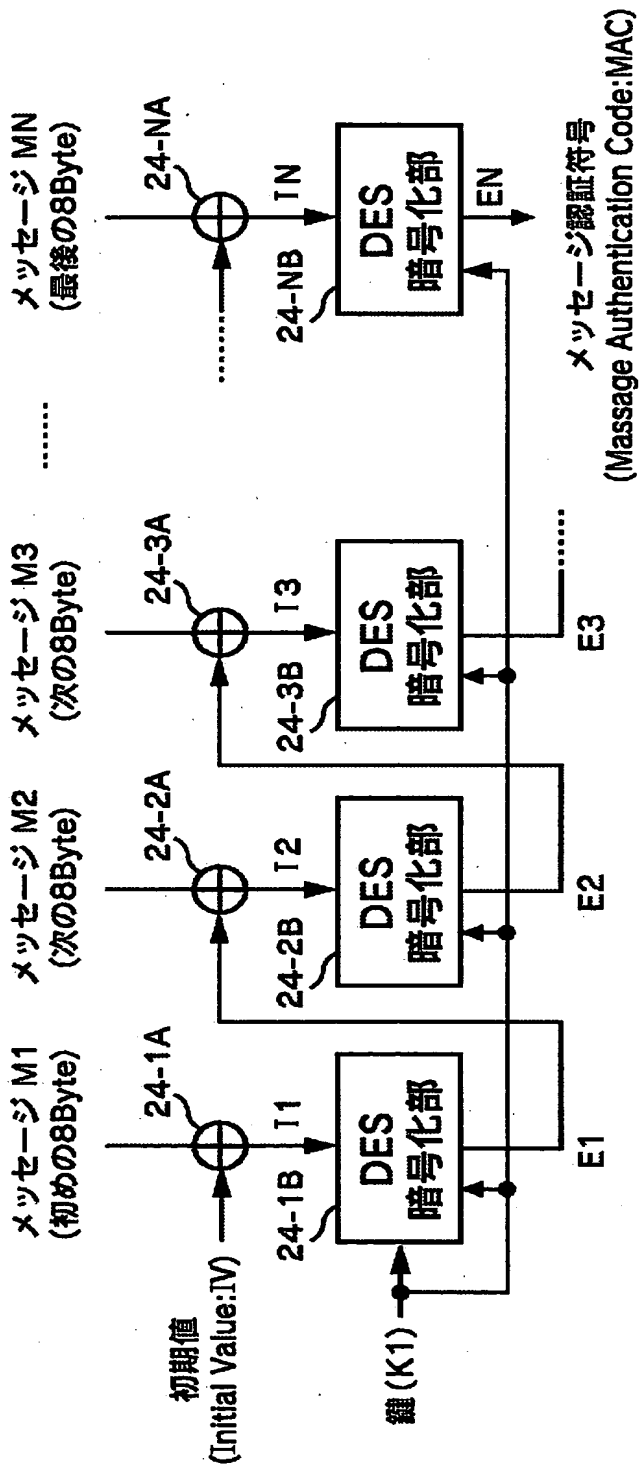 メッセージ M1
(初めの8Byte)
メッセージ M2
(次の8Byte)
メッセージ M3
(次の8Byte)
.......
メッセージ MN
(最後の8Byte)
初期値
(Initial Value:IV)
24-1A
24-2A
24-3A
.......
24-NA
I1
I2
I3
IN
24-1B
24-2B
24-3B
24-NB
鍵(K1)
DES
暗号化部
DES
暗号化部
DES
暗号化部
DES
暗号化部
E1
E2
E3
.......
EN
メッセージ認証符号
(Massage Authentication Code:MAC)